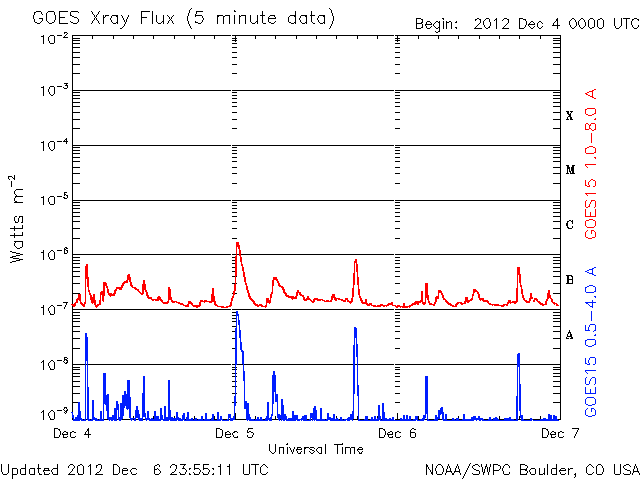 GOES Xray Flux (5 minute data)
Begin: 2012 Dec 4 0000 UTC
10⁻²
10⁻³
10⁻⁴
10⁻⁵
10⁻⁶
10⁻⁷
10⁻⁸
10⁻⁹
Watts m⁻²
X
M
C
B
A
GOES15 1.0-8.0 A
GOES15 0.5-4.0 A
Dec 4 Dec 5 Dec 6 Dec 7
Universal Time
Updated 2012 Dec 6 23:55:11 UTC
NOAA/SWPC Boulder, CO USA